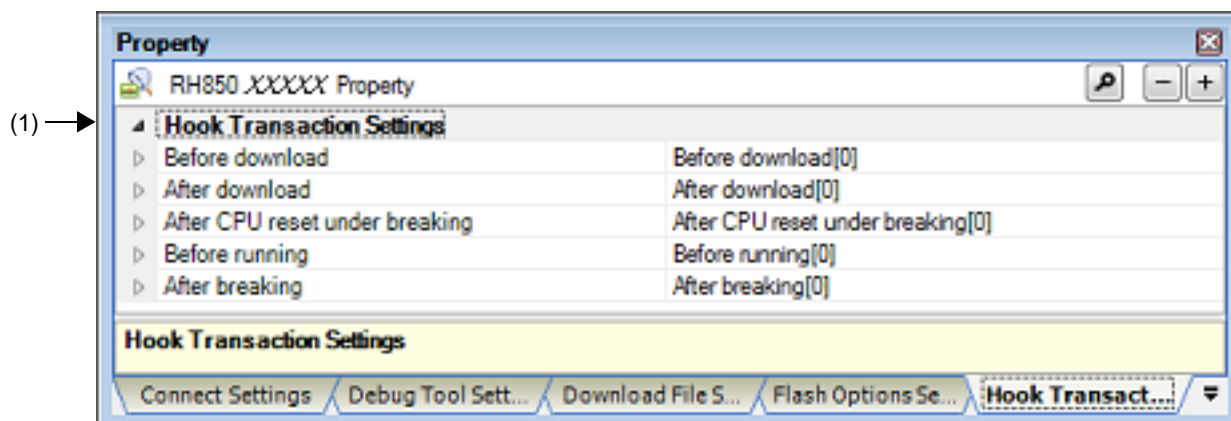 Property
RH850 XXXXX Property
(1)
Hook Transaction Settings
Before download Before download[0]
After download After download[0]
After CPU reset under breaking After CPU reset under breaking[0]
Before running Before running[0]
After breaking After breaking[0]
Hook Transaction Settings
Connect Settings Debug Tool Sett... Download File S... Flash Options Se... Hook Transact...